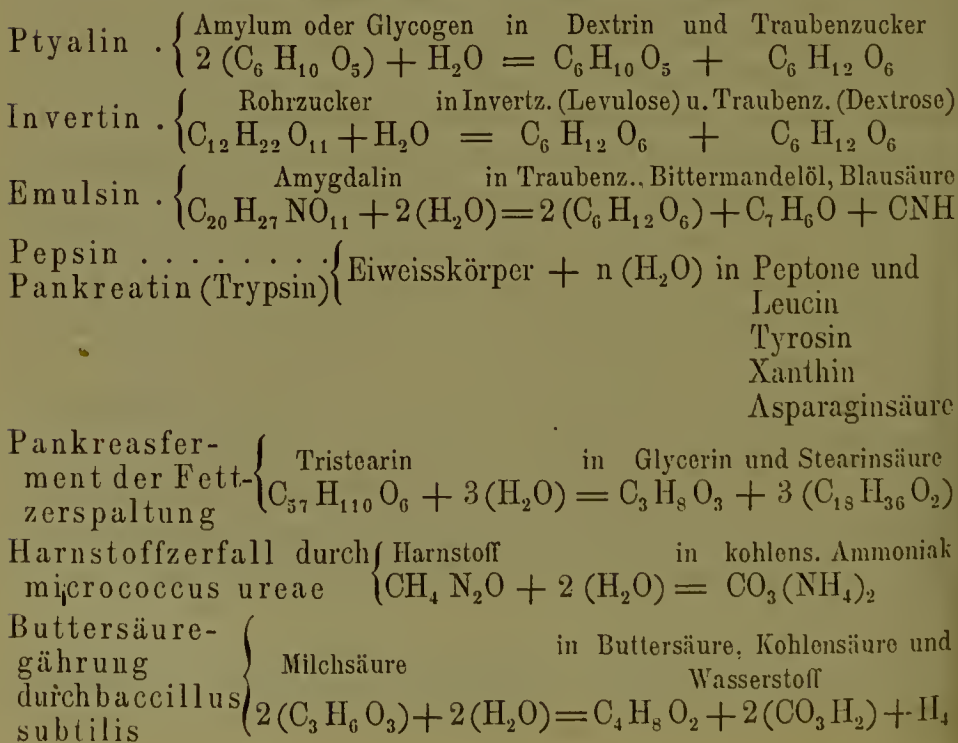 Ptyalin . { Amylum oder Glycogen in Dextrin und Traubenzucker
2 (C₆ H₁₀ O₅) + H₂O = C₆ H₁₀ O₅ + C₆ H₁₂ O₆
Invertin . { Rohrzucker in Invertz. (Levulose) u. Traubenz. (Dextrose)
C₁₂ H₂₂ O₁₁ + H₂O = C₆ H₁₂ O₆ + C₆ H₁₂ O₆
Emulsin . { Amygdalin in Traubenz., Bittermandelöl, Blausäure
C₂₀ H₂₇ NO₁₁ + 2 (H₂O) = 2 (C₆ H₁₂ O₆) + C₇ H₆O + CNH
Pepsin . . . . . . . .
Pankreatin (Trypsin) { Eiweisskörper + n (H₂O) in Peptone und
Leucin
Tyrosin
Xanthin
Asparaginsäure
Pankreasfer-
ment der Fett- { Tristearin in Glycerin und Stearinsäure
zerspaltung C₅₇ H₁₁₀ O₆ + 3 (H₂O) = C₃ H₈ O₃ + 3 (C₁₈ H₃₆ O₂)
Harnstoffzerfall durch { Harnstoff in kohlens. Ammoniak
micrococcus ureae CH₄ N₂O + 2 (H₂O) = CO₃ (NH₄)₂
Buttersäure- in Buttersäure, Kohlensäure und
gährung { Milchsäure Wasserstoff
durch baccillus 2 (C₃ H₆ O₃) + 2 (H₂O) = C₄ H₈ O₂ + 2 (CO₃ H₂) + H₄
subtilis